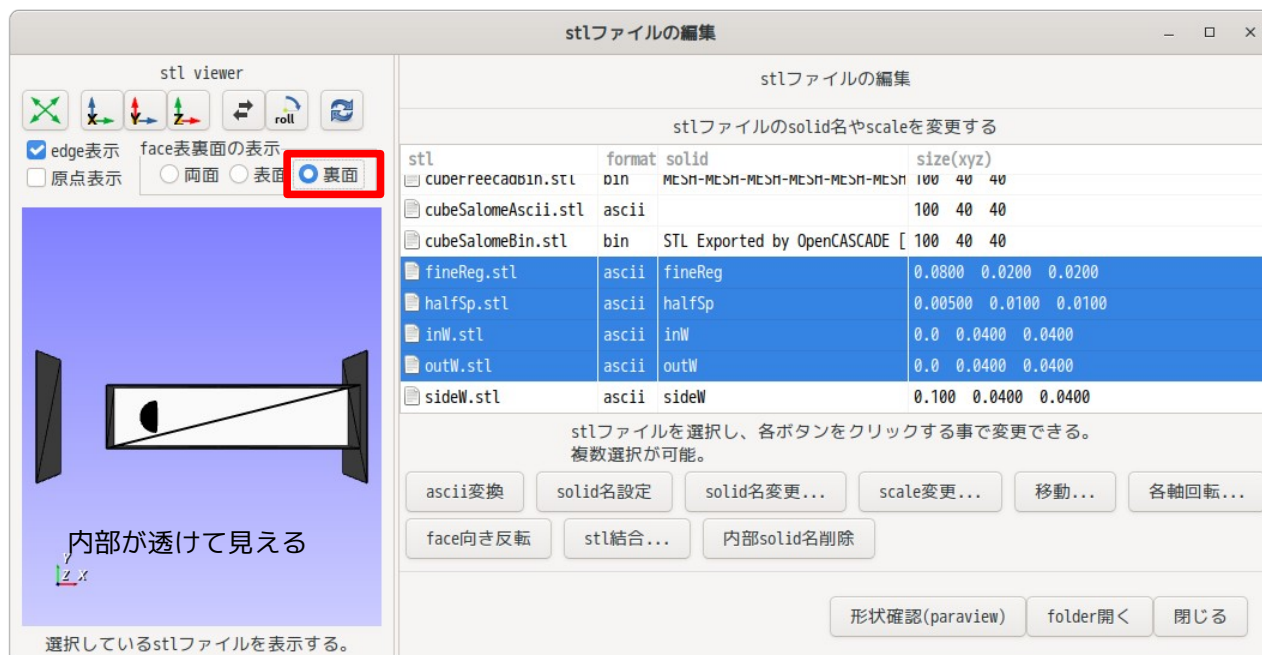 stlファイルの編集
stl viewer
X
Y
Z
roll
edge表示
原点表示
face表裏面の表示
両面
表面
裏面
内部が透けて見える
Y
Z X
選択しているstlファイルを表示する。
stlファイルの編集
stlファイルのsolid名やscaleを変更する
stl format solid size(xyz)
cubeFreecadBin.stl bin MESH-MESH-MESH-MESH-MESH-MESH 100 40 40
cubeSalomeAscii.stl ascii 100 40 40
cubeSalomeBin.stl bin STL Exported by OpenCASCADE [ 100 40 40
fineReg.stl ascii fineReg 0.0800 0.0200 0.0200
halfSp.stl ascii halfSp 0.00500 0.0100 0.0100
inW.stl ascii inW 0.0 0.0400 0.0400
outW.stl ascii outW 0.0 0.0400 0.0400
sideW.stl ascii sideW 0.100 0.0400 0.0400
stlファイルを選択し、各ボタンをクリックする事で変更できる。
複数選択が可能。
ascii変換 solid名設定 solid名変更... scale変更... 移動... 各軸回転...
face向き反転 stl結合... 内部solid名削除
形状確認(paraview) folder開く 閉じる